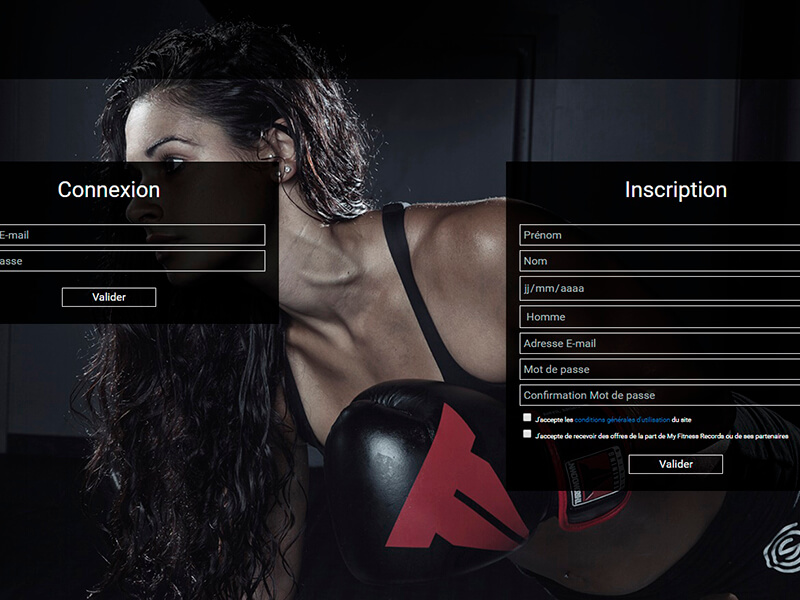 Connexion
E-mail
asse
Valider
Inscription
Prénom
Nom
jj/mm/aaaa
Homme
Adresse E-mail
Mot de passe
Confirmation Mot de passe
J'accepte les conditions générales d'utilisation du site
J'accepte de recevoir des offres de la part de My Fitness Records ou de ses partenaires
Valider